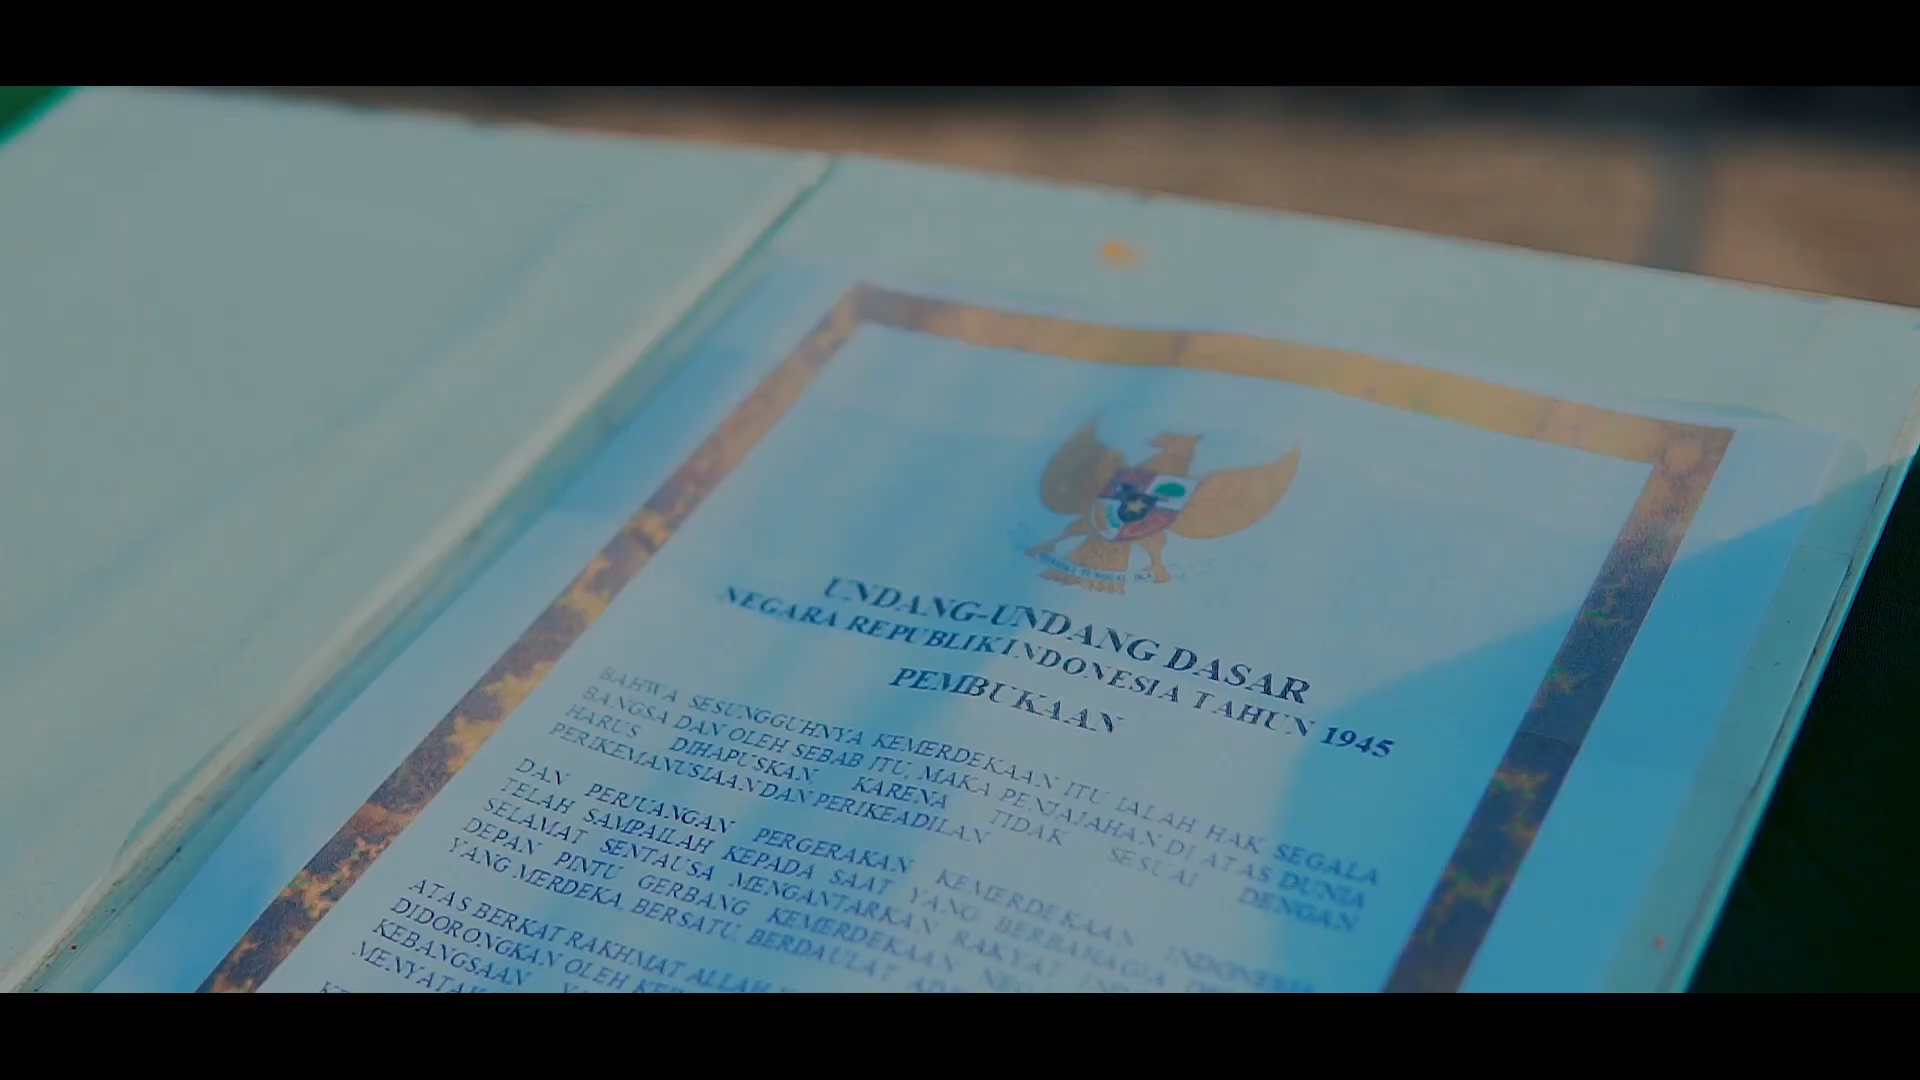 UNDANG-UNDANG DASAR
NEGARA REPUBLIK INDONESIA TAHUN 1945
PEMBUKAAN
BAHWA SESUNGGUHNYA KEMERDEKAAN ITU IALAH HAK SEGALA
BANGSA DAN OLEH SEBAB ITU, MAKA PENJAJAHAN DI ATAS DUNIA
HARUS DIHAPUSKAN KARENA TIDAK SESUAI DENGAN
PERIKEMANUSIAAN DAN PERIKEADILAN
DAN PERJUANGAN PERGERAKAN KEMERDEKAAN INDONESIA
TELAH SAMPAILAH KEPADA SAAT YANG BERBAHAGIA
SELAMAT SENTAUSA MENGANTARKAN RAKYAT
DEPAN PINTU GERBANG KEMERDEKAAN
YANG MERDEKA, BERSATU, BERDAULAT
ATAS BERKAT RAKHMAT ALLAH
DIDORONGKAN OLEH
KEBANGSAAN